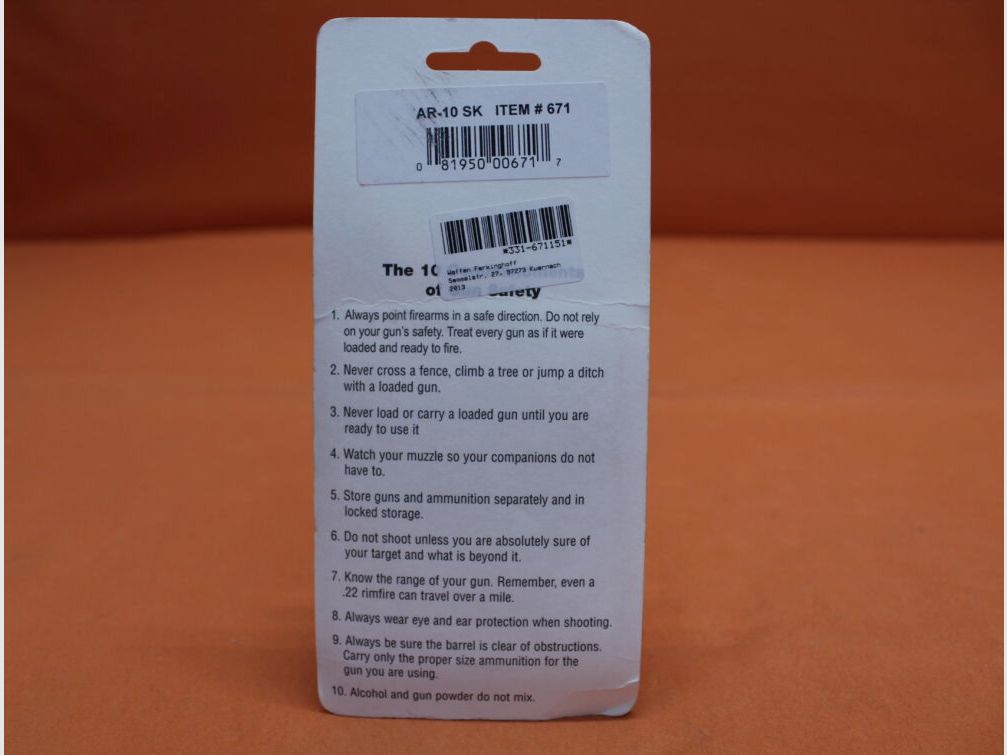 AR-10 SK ITEM # 671
0 81950 00671 7
*331-671151*
Waffen Ferkinghoff
Semmelstr. 27, 97273 Kuernach
2013
The 10
of Gun Safety
1. Always point firearms in a safe direction. Do not rely
on your gun's safety. Treat every gun as if it were
loaded and ready to fire.
2. Never cross a fence, climb a tree or jump a ditch
with a loaded gun.
3. Never load or carry a loaded gun until you are
ready to use it
4. Watch your muzzle so your companions do not
have to.
5. Store guns and ammunition separately and in
locked storage.
6. Do not shoot unless you are absolutely sure of
your target and what is beyond it.
7. Know the range of your gun. Remember, even a
.22 rimfire can travel over a mile.
8. Always wear eye and ear protection when shooting.
9. Always be sure the barrel is clear of obstructions.
Carry only the proper size ammunition for the
gun you are using.
10. Alcohol and gun powder do not mix.